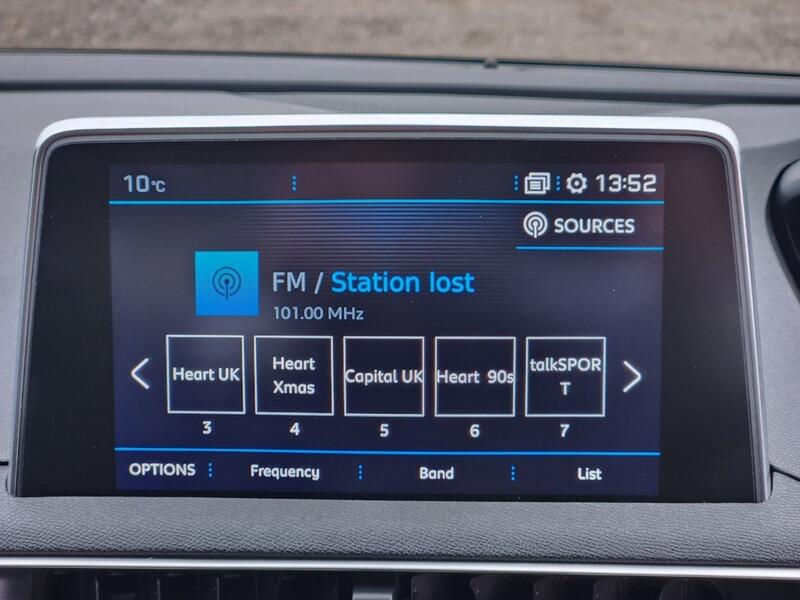 10°C
13:52
SOURCES
FM / Station lost
101.00 MHz
Heart UK
Heart
Xmas
Capital UK
Heart 90s
talkSPOR
T
3
4
5
6
7
OPTIONS
Frequency
Band
List